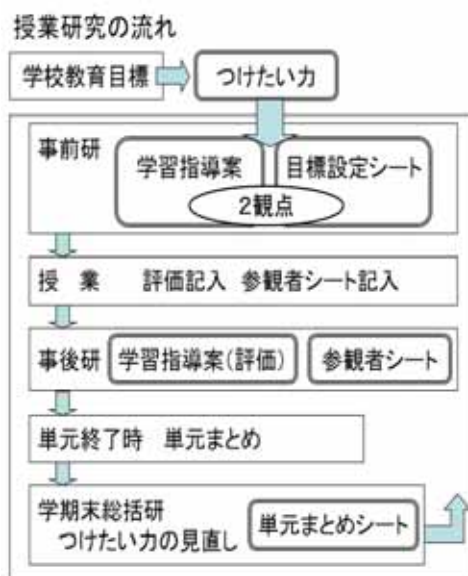 授業研究の流れ
学校教育目標 つけたい力
事前研 学習指導案 目標設定シート
2観点
授 業 評価記入 参観者シート記入
事後研 学習指導案(評価) 参観者シート
単元終了時 単元まとめ
学期末総括研
つけたい力の見直し 単元まとめシート